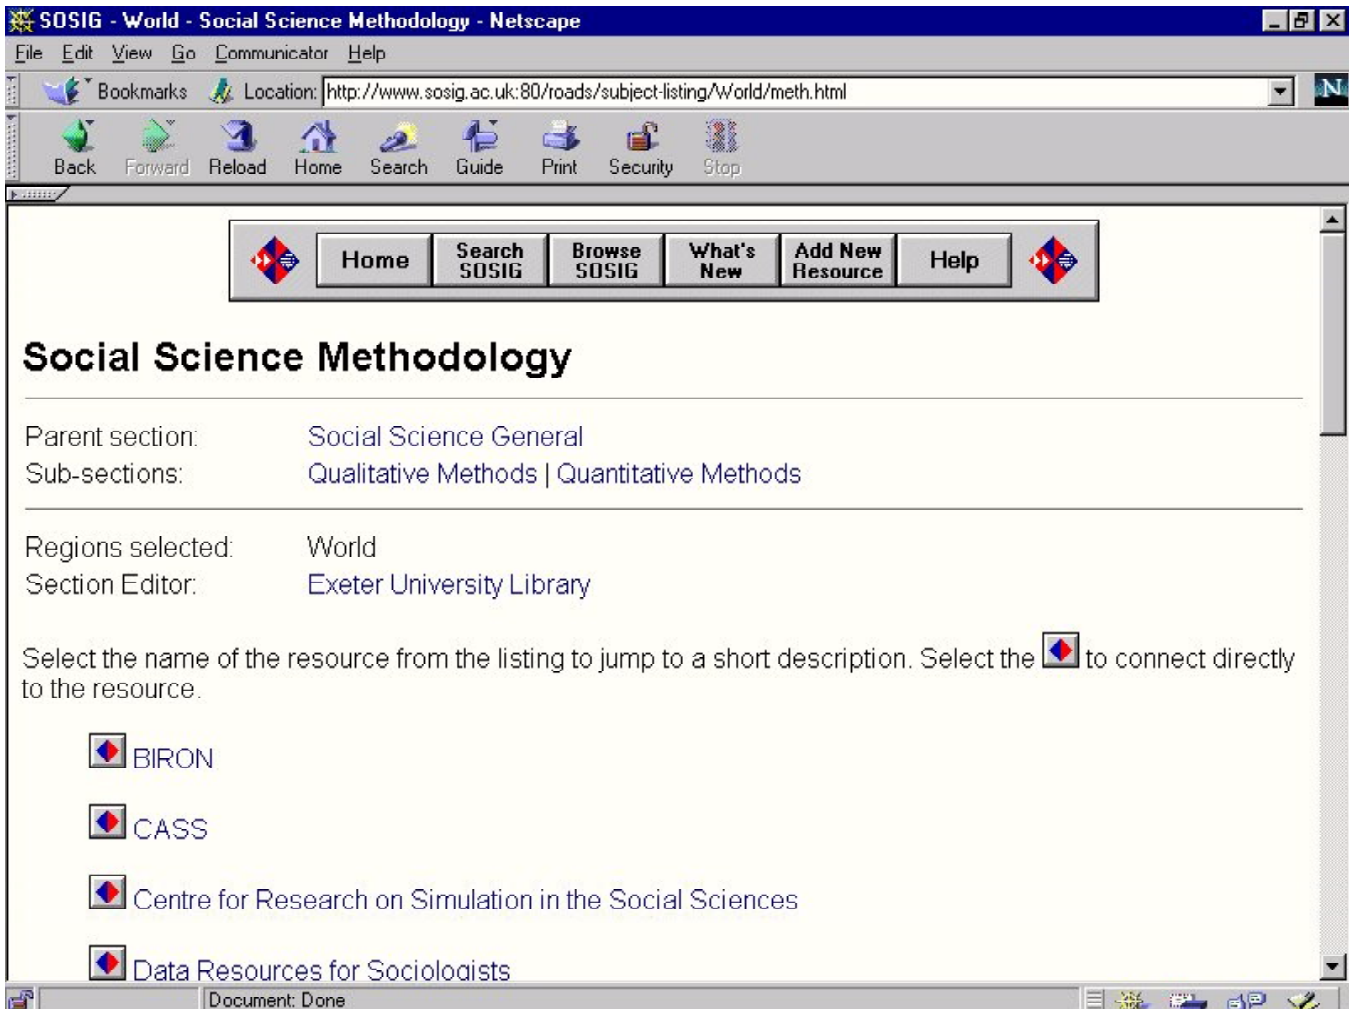 SOSIG - World - Social Science Methodology - Netscape
File Edit View Go Communicator Help
Bookmarks Location: http://www.sosig.ac.uk:80/roads/subject-listing/World/meth.html
N
Back Forward Reload Home Search Guide Print Security Stop
Home Search SOSIG Browse SOSIG What's New Add New Resource Help
Social Science Methodology
Parent section: Social Science General
Sub-sections: Qualitative Methods | Quantitative Methods
Regions selected: World
Section Editor: Exeter University Library
Select the name of the resource from the listing to jump to a short description. Select the to connect directly
to the resource.
BIRON
CASS
Centre for Research on Simulation in the Social Sciences
Data Resources for Sociologists
Document: Done